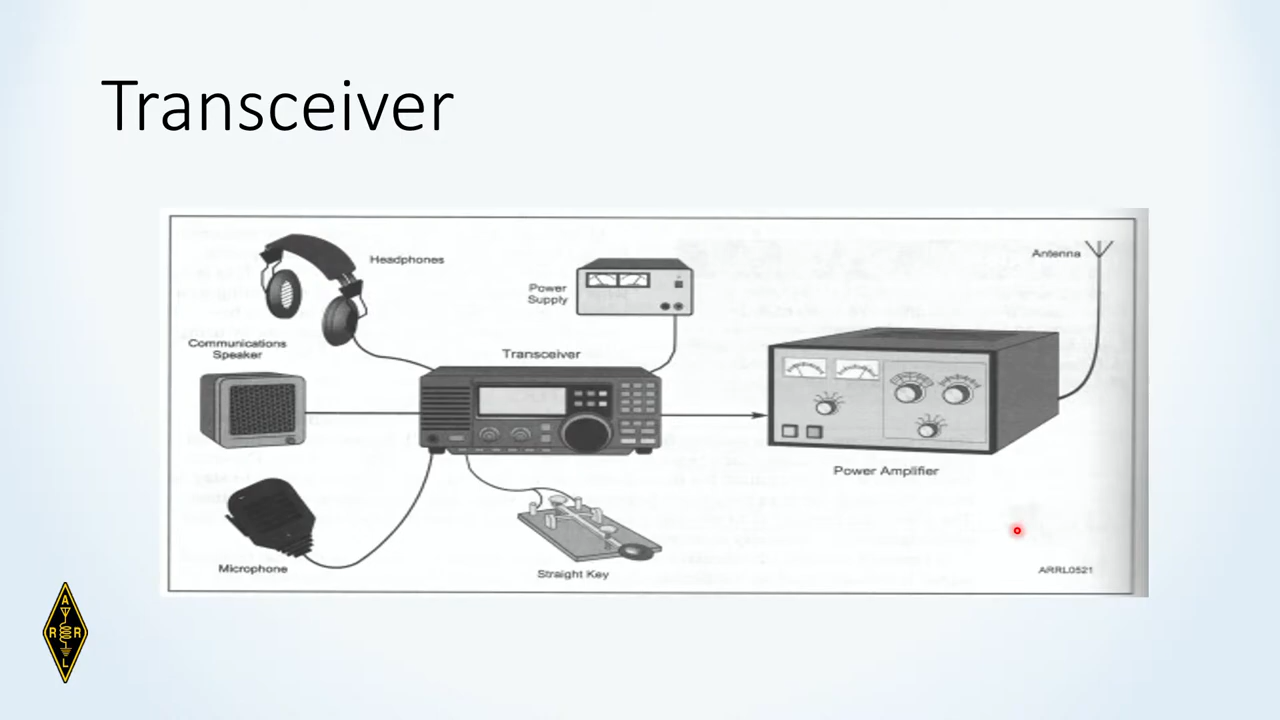 Transceiver
Headphones
Antenna
Power
Supply
Communications
Speaker
Transceiver
Power Amplifier
Microphone
Straight Key
ARRL0521
A
R R
L